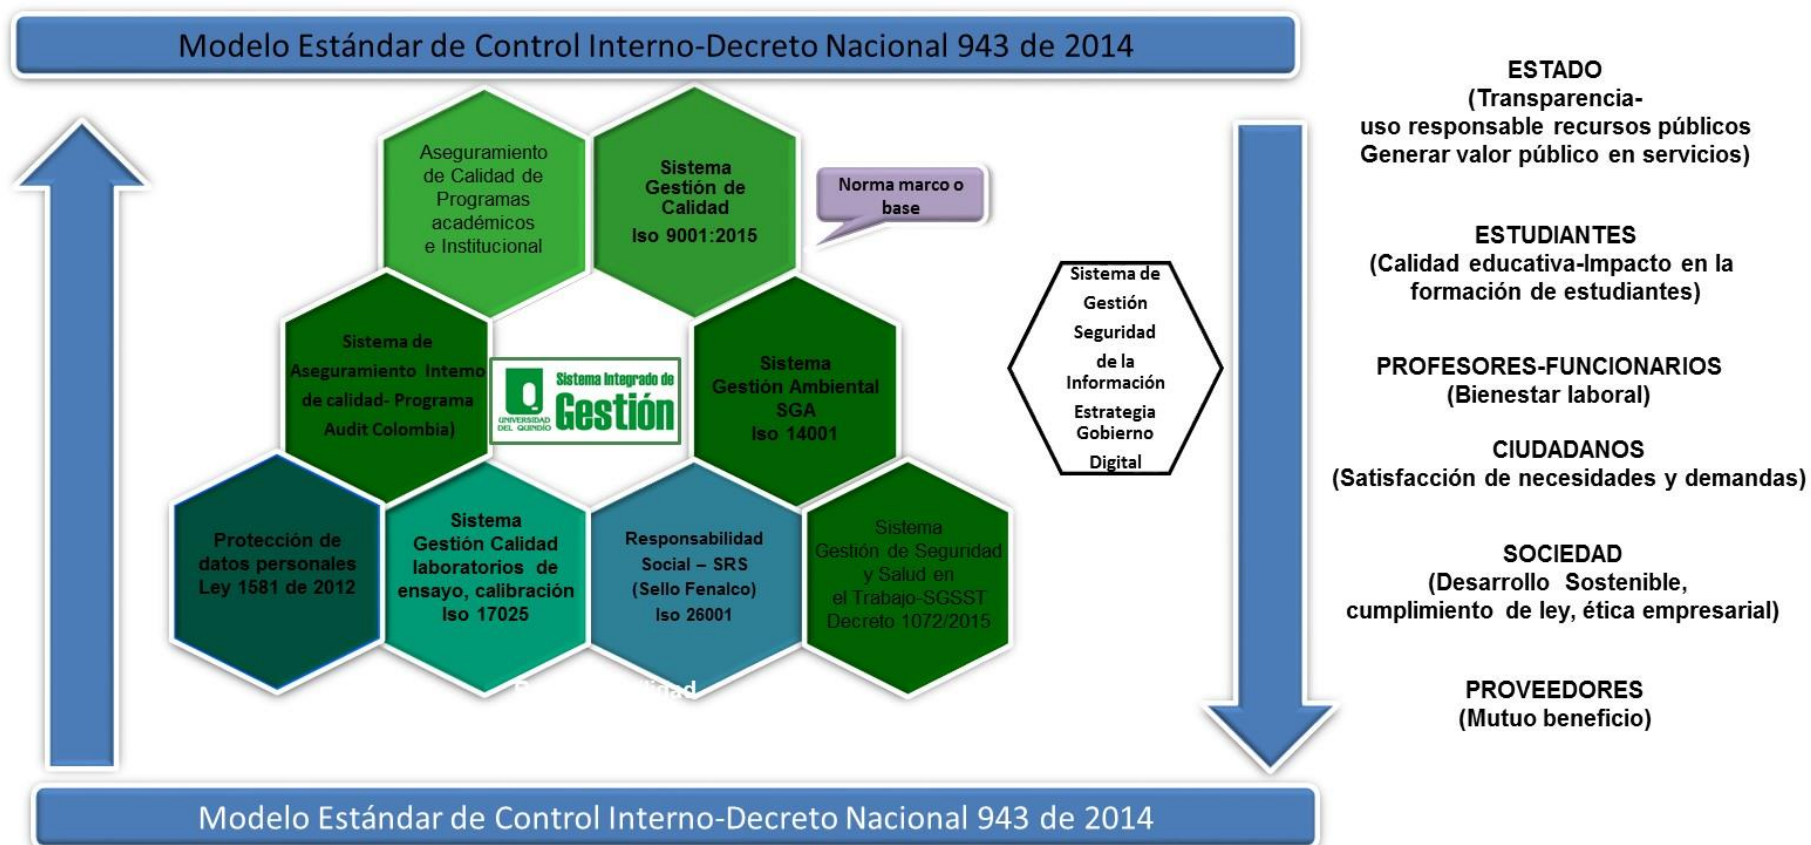 Modelo Estándar de Control Interno-Decreto Nacional 943 de 2014
Aseguramiento
de Calidad de
Programas
académicos
e Institucional
Sistema
Gestión de
Calidad
Iso 9001:2015
Norma marco o
base
Sistema de
Aseguramiento Interno
de calidad- Programa
Audit Colombia)
UNIVERSIDAD
DEL QUINDÍO
Sistema Integrado de
Gestión
Sistema
Gestión Ambiental
SGA
Iso 14001
Sistema de
Gestión
Seguridad
de la
Información
Estrategia
Gobierno
Digital
Protección de
datos personales
Ley 1581 de 2012
Sistema
Gestión Calidad
laboratorios de
ensayo, calibración
Iso 17025
Responsabilidad
Social – SRS
(Sello Fenalco)
Iso 26001
Sistema
Gestión de Seguridad
y Salud en
el Trabajo-SGSST
Decreto 1072/2015
ESTADO
(Transparencia-
uso responsable recursos públicos
Generar valor público en servicios)
ESTUDIANTES
(Calidad educativa-Impacto en la
formación de estudiantes)
PROFESORES-FUNCIONARIOS
(Bienestar laboral)
CIUDADANOS
(Satisfacción de necesidades y demandas)
SOCIEDAD
(Desarrollo Sostenible,
cumplimiento de ley, ética empresarial)
PROVEEDORES
(Mutuo beneficio)
Modelo Estándar de Control Interno-Decreto Nacional 943 de 2014